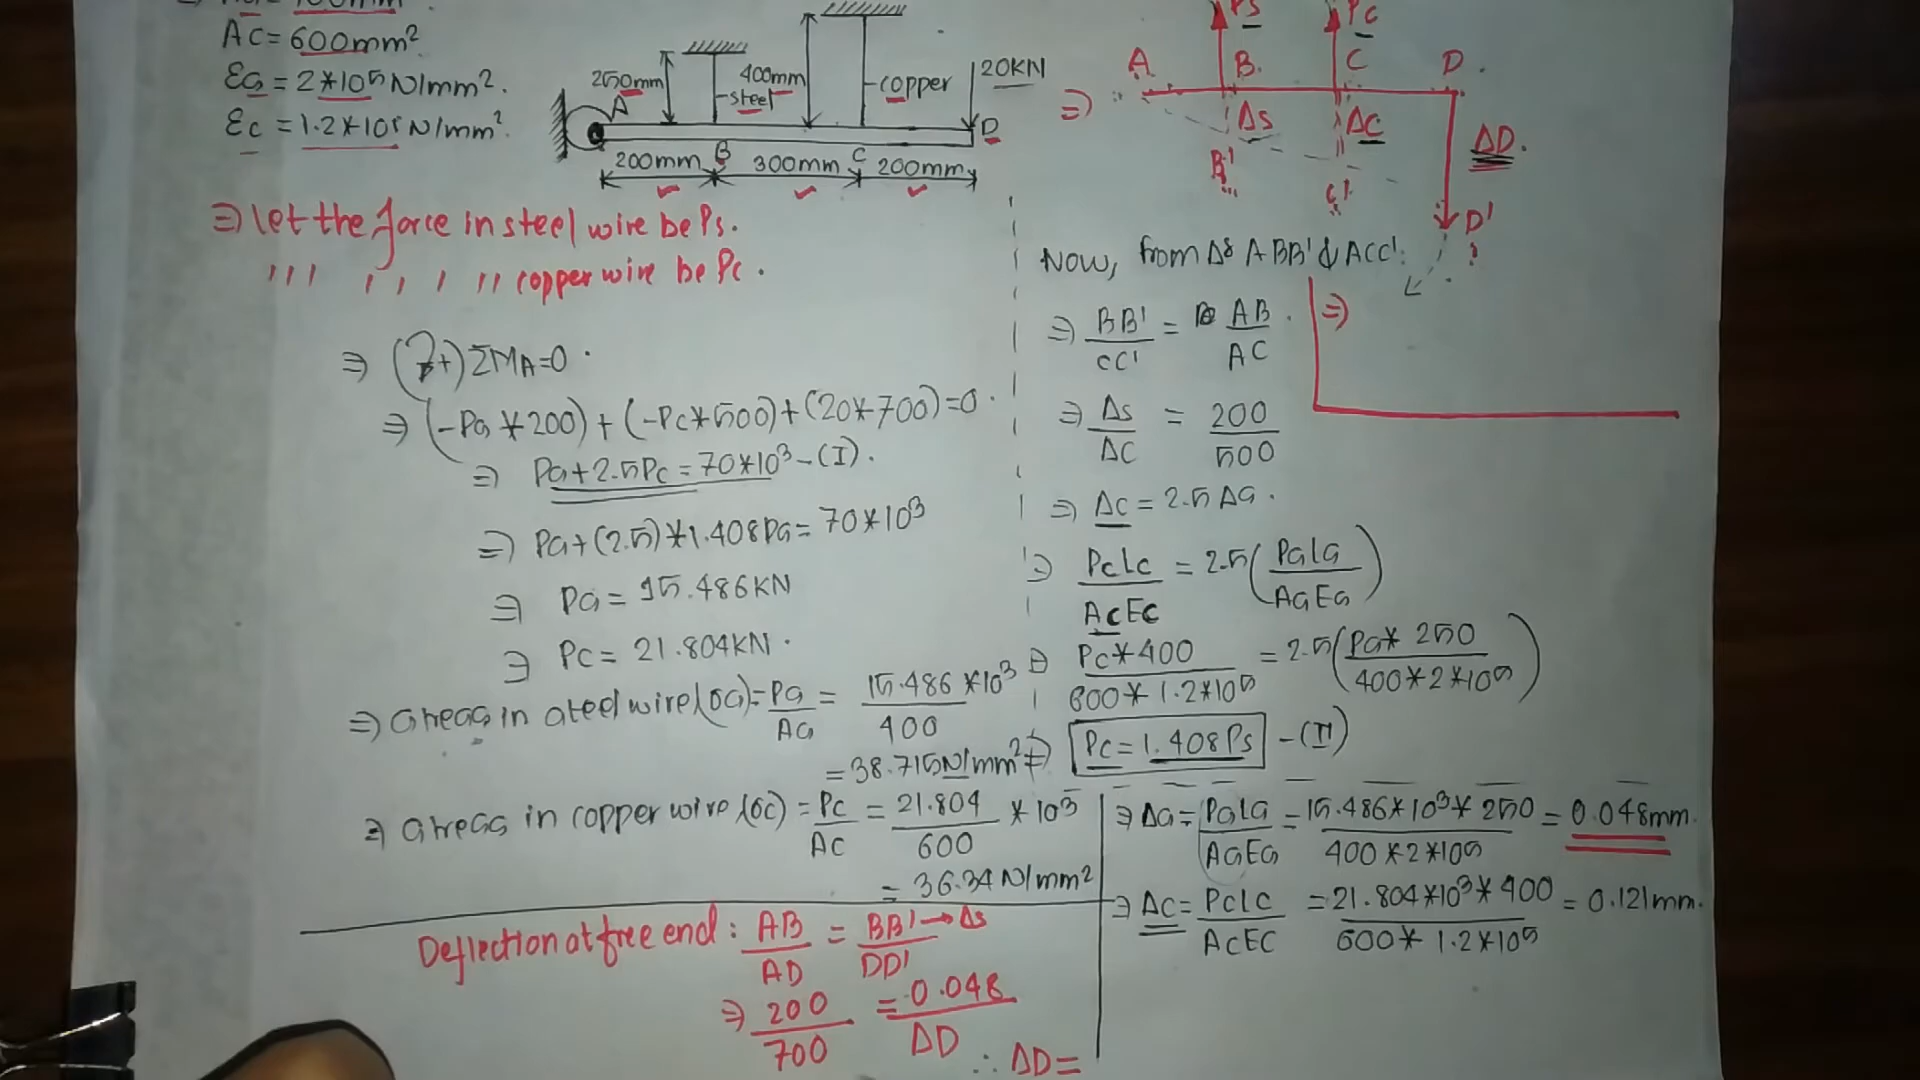 AC = 600mm²
Es = 2*10⁵ N/mm².
Ec = 1.2*10⁵ N/mm².
250mm
A
steel
400mm
copper
20KN
D
200mm B 300mm C 200mm
⇒ let the force in steel wire be Ps.
''' ' ' ' '' copper wire be Pc.
⇒ (↻+) ΣMA=0.
⇒ (-Ps*200) + (-Pc*500) + (20*700)=0.
⇒ Ps+2.5Pc = 70*10³ -(I).
⇒ Ps+(2.5)*1.408Ps = 70*10³
⇒ Ps = 15.486KN
⇒ Pc = 21.804KN.
⇒ stress in steel wire(σs) = Ps/As = 15.486*10³/400
= 38.715N/mm²
⇒ stress in copper wire(σc) = Pc/AC = 21.804/600 *10³
= 36.34N/mm²
Deflection at free end: AB/AD = BB'→Δs/DD'
⇒ 200/700 = 0.048/ΔD
∴ ΔD=
Ps Pc
A B. C D.
⇒ Δs ΔC ΔD.
B' C' D'
?
Now, from Δs ABB' & ACC'.
⇒ BB'/CC' = AB/AC. ⇒
⇒ Δs/ΔC = 200/500
⇒ ΔC = 2.5Δs.
⇒ PcLc/AcEc = 2.5(Psls/AsEs)
⇒ Pc*400/600*1.2*10⁵ = 2.5(Ps*250/400*2*10⁵)
⇒ Pc = 1.408Ps -(II)
⇒ Δs = Psls/AsEs = 15.486*10³*250/400*2*10⁵ = 0.048mm.
⇒ ΔC = Pclc/AcEC = 21.804*10³*400/600*1.2*10⁵ = 0.121mm.